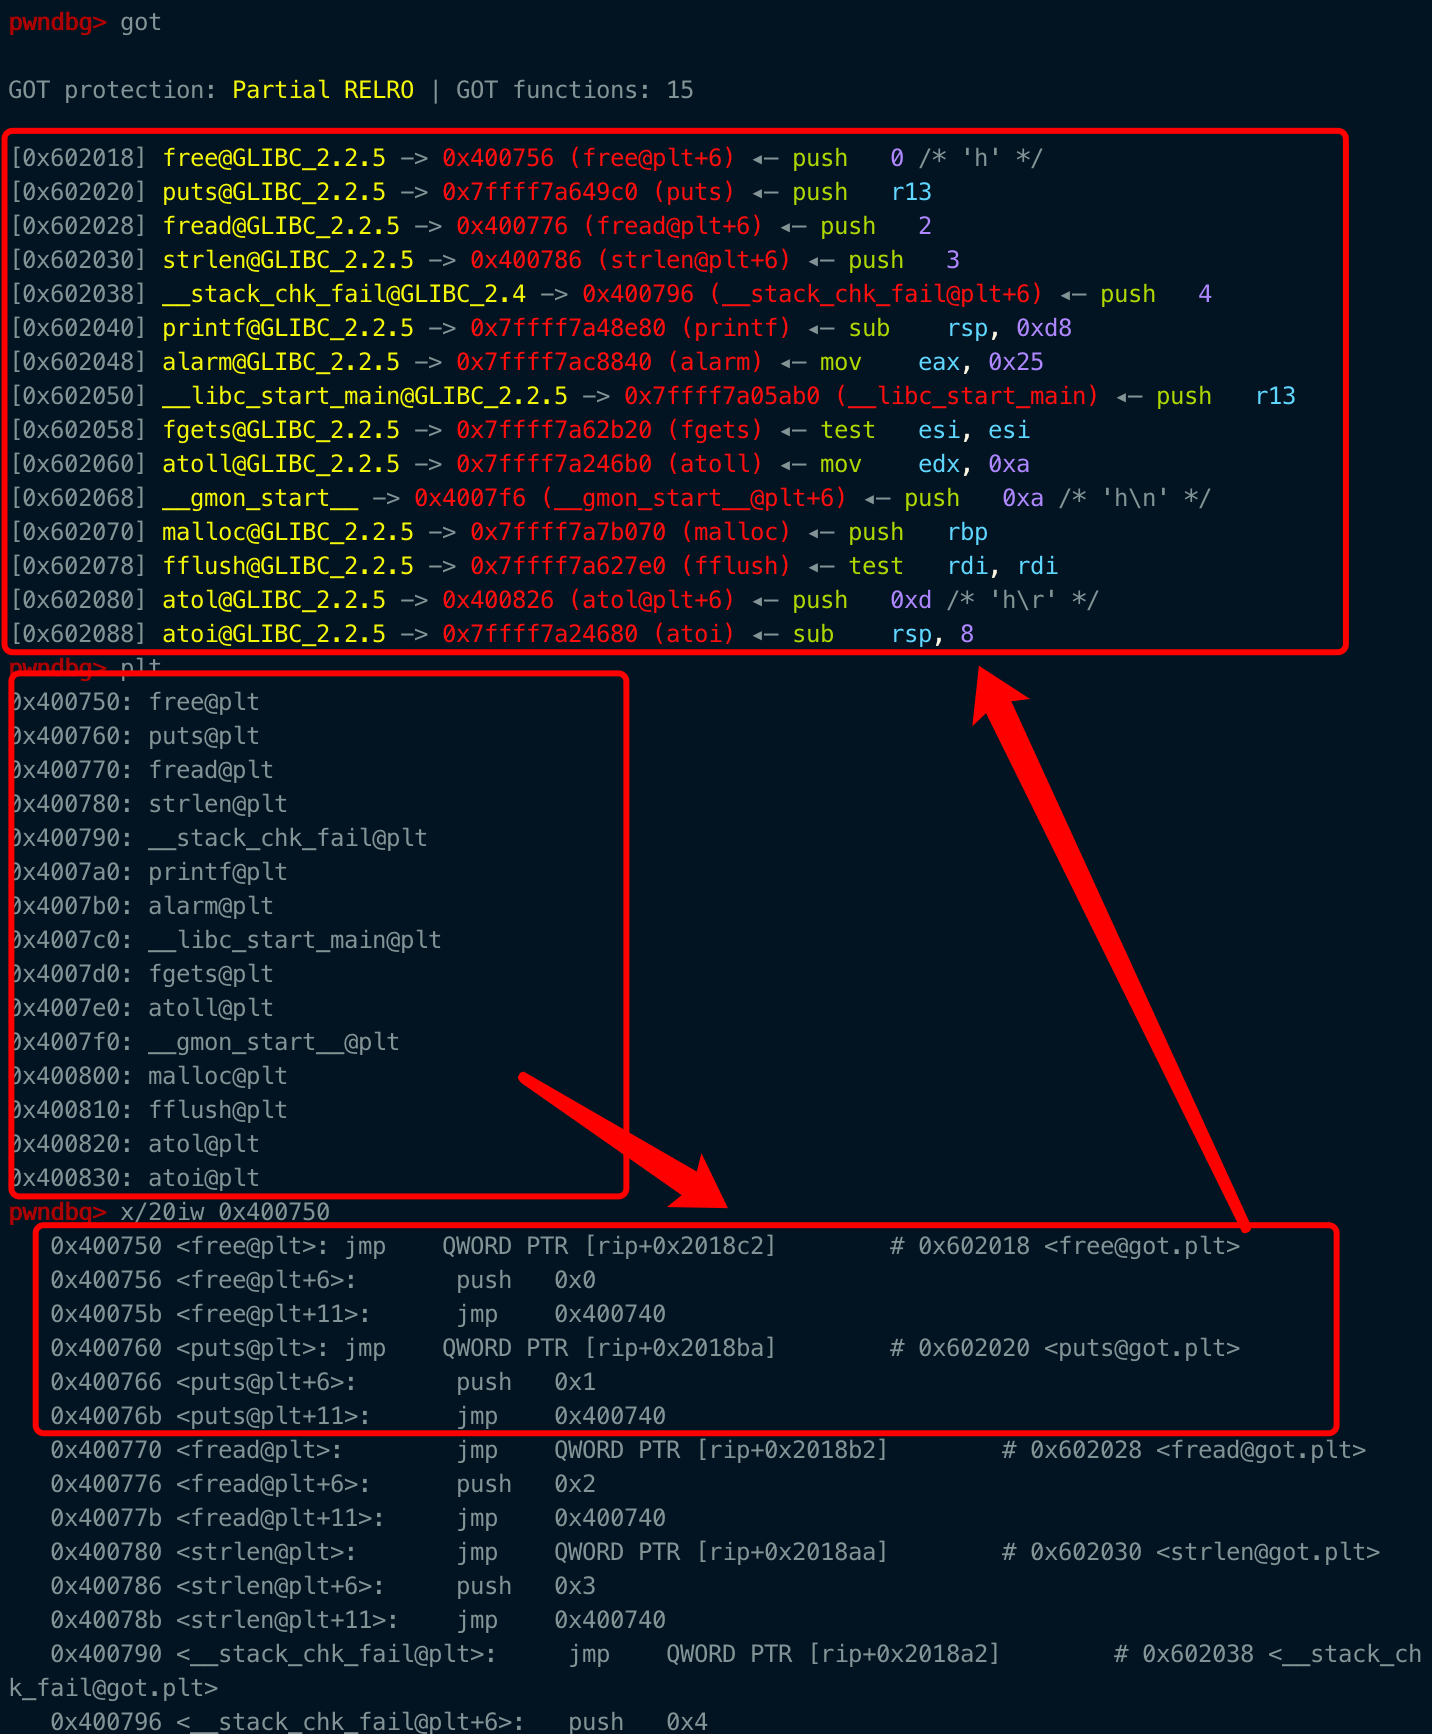 pwndbg> got
GOT protection: Partial RELRO | GOT functions: 15
[0x602018] free@GLIBC_2.2.5 -> 0x400756 (free@plt+6) ◂— push   0 /* 'h' */
[0x602020] puts@GLIBC_2.2.5 -> 0x7ffff7a649c0 (puts) ◂— push   r13
[0x602028] fread@GLIBC_2.2.5 -> 0x400776 (fread@plt+6) ◂— push   2
[0x602030] strlen@GLIBC_2.2.5 -> 0x400786 (strlen@plt+6) ◂— push   3
[0x602038] __stack_chk_fail@GLIBC_2.4 -> 0x400796 (__stack_chk_fail@plt+6) ◂— push   4
[0x602040] printf@GLIBC_2.2.5 -> 0x7ffff7a48e80 (printf) ◂— sub    rsp, 0xd8
[0x602048] alarm@GLIBC_2.2.5 -> 0x7ffff7ac8840 (alarm) ◂— mov    eax, 0x25
[0x602050] __libc_start_main@GLIBC_2.2.5 -> 0x7ffff7a05ab0 (__libc_start_main) ◂— push   r13
[0x602058] fgets@GLIBC_2.2.5 -> 0x7ffff7a62b20 (fgets) ◂— test   esi, esi
[0x602060] atoll@GLIBC_2.2.5 -> 0x7ffff7a246b0 (atoll) ◂— mov    edx, 0xa
[0x602068] __gmon_start__ -> 0x4007f6 (__gmon_start__@plt+6) ◂— push   0xa /* 'h\n' */
[0x602070] malloc@GLIBC_2.2.5 -> 0x7ffff7a7b070 (malloc) ◂— push   rbp
[0x602078] fflush@GLIBC_2.2.5 -> 0x7ffff7a627e0 (fflush) ◂— test   rdi, rdi
[0x602080] atol@GLIBC_2.2.5 -> 0x400826 (atol@plt+6) ◂— push   0xd /* 'h\r' */
[0x602088] atoi@GLIBC_2.2.5 -> 0x7ffff7a24680 (atoi) ◂— sub    rsp, 8
pwndbg> plt
0x400750: free@plt
0x400760: puts@plt
0x400770: fread@plt
0x400780: strlen@plt
0x400790: __stack_chk_fail@plt
0x4007a0: printf@plt
0x4007b0: alarm@plt
0x4007c0: __libc_start_main@plt
0x4007d0: fgets@plt
0x4007e0: atoll@plt
0x4007f0: __gmon_start__@plt
0x400800: malloc@plt
0x400810: fflush@plt
0x400820: atol@plt
0x400830: atoi@plt
pwndbg> x/20iw 0x400750
0x400750 <free@plt>: jmp    QWORD PTR [rip+0x2018c2]        # 0x602018 <free@got.plt>
0x400756 <free@plt+6>:       push   0x0
0x40075b <free@plt+11>:      jmp    0x400740
0x400760 <puts@plt>: jmp    QWORD PTR [rip+0x2018ba]        # 0x602020 <puts@got.plt>
0x400766 <puts@plt+6>:       push   0x1
0x40076b <puts@plt+11>:      jmp    0x400740
0x400770 <fread@plt>:        jmp    QWORD PTR [rip+0x2018b2]        # 0x602028 <fread@got.plt>
0x400776 <fread@plt+6>:      push   0x2
0x40077b <fread@plt+11>:     jmp    0x400740
0x400780 <strlen@plt>:       jmp    QWORD PTR [rip+0x2018aa]        # 0x602030 <strlen@got.plt>
0x400786 <strlen@plt+6>:     push   0x3
0x40078b <strlen@plt+11>:    jmp    0x400740
0x400790 <__stack_chk_fail@plt>:     jmp    QWORD PTR [rip+0x2018a2]        # 0x602038 <__stack_ch
k_fail@got.plt>
0x400796 <__stack_chk_fail@plt+6>:   push   0x4